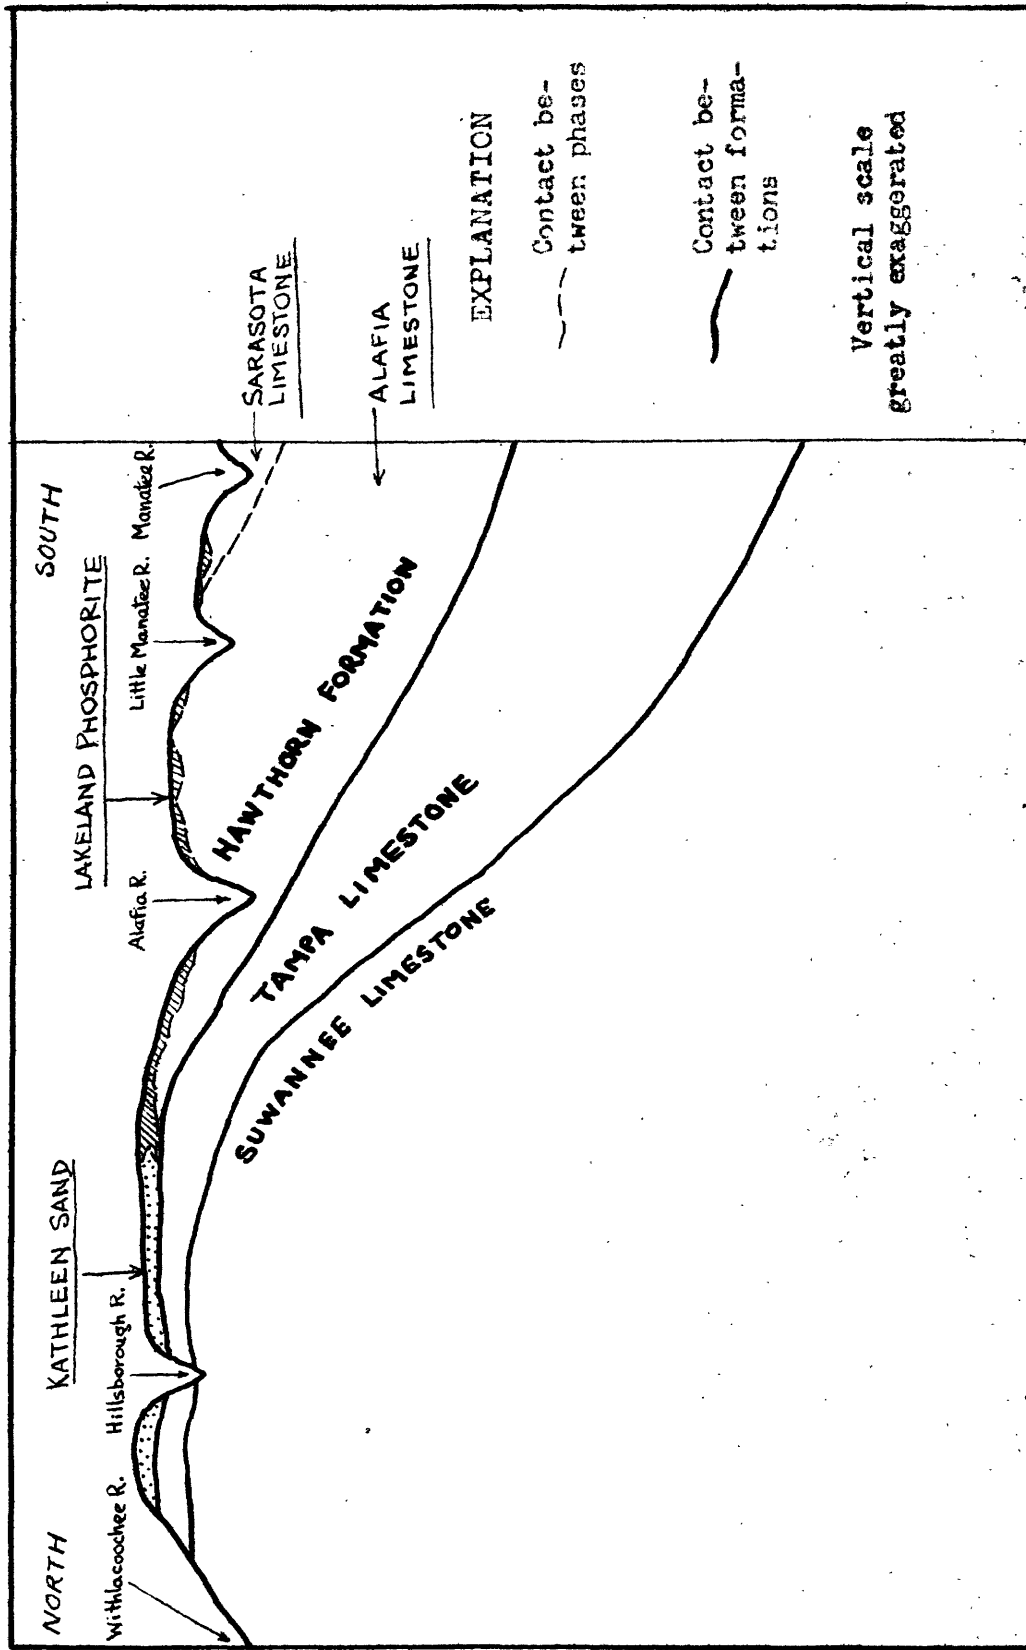 NORTH
SOUTH
KATHLEEN SAND
LAKELAND PHOSPHORITE
Withlacoochee R.
Hillsborough R.
Alafia R.
Little Manatee R.
Manatee R.
SARASOTA
LIMESTONE
ALAFIA
LIMESTONE
HAWTHORN FORMATION
TAMPA LIMESTONE
SUWANNEE LIMESTONE
EXPLANATION
Contact be-
tween phases
Contact be-
tween forma-
tions
Vertical scale
greatly exaggerated